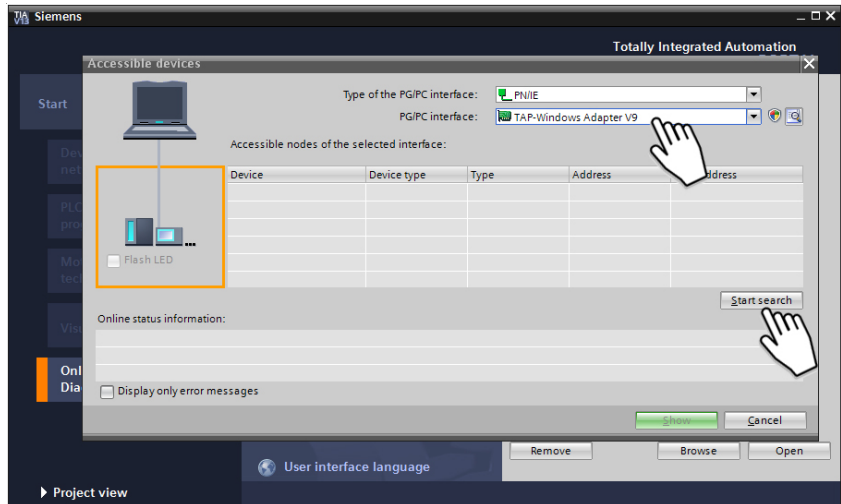 Siemens
Totally Integrated Automation
Accessible devices
Type of the PG/PC interface: PN/IE
PG/PC interface: TAP-Windows Adapter V9
Start
Accessible nodes of the selected interface:
Device Device type Type Address
Flash LED
Start search
Online status information:
Onl
Dia
Display only error messages
Show Cancel
Remove Browse Open
User interface language
Project view